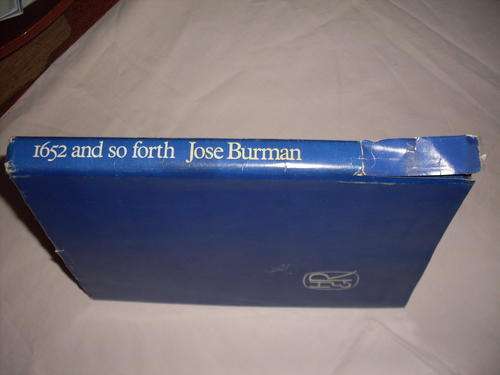 1652 and so forth Jose Burman